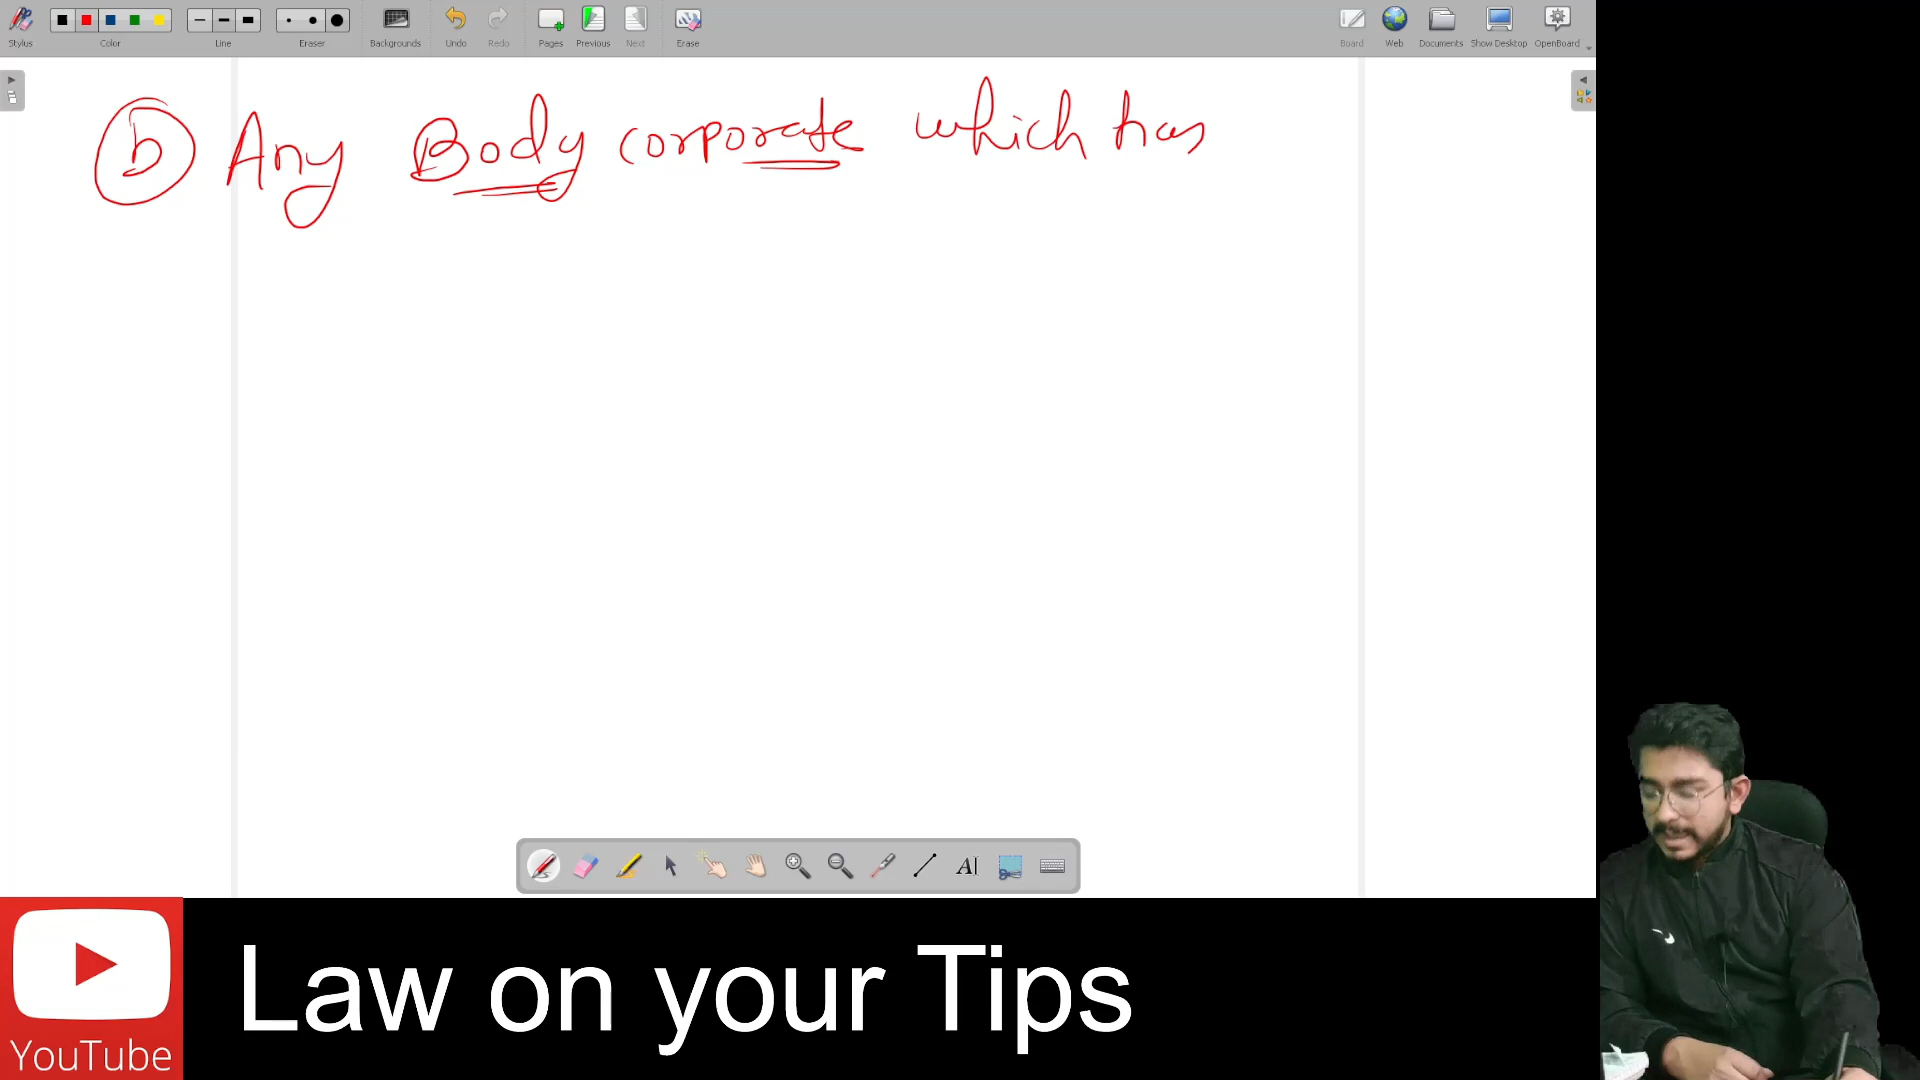 Stylus
Color
Line
Eraser
Backgrounds
Undo
Redo
Pages
Previous
Next
Erase
Board
Web
Documents
Show Desktop
OpenBoard
b Any Body corporate which has
A
YouTube
Law on your Tips